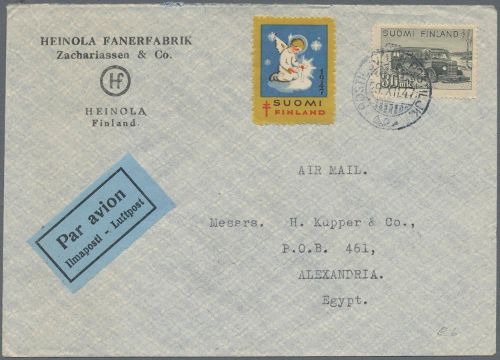 HEINOLA FANERFABRIK
Zachariassen & Co.
Hf
HEINOLA
Finland
1947
SUOMI
FINLAND
SUOMI FINLAND
AIR MAIL.
Messrs. H. Kupper & Co.,
P.O.B. 461,
ALEXANDRIA.
Egypt.
Par avion
Ilmaposti - Luftpost